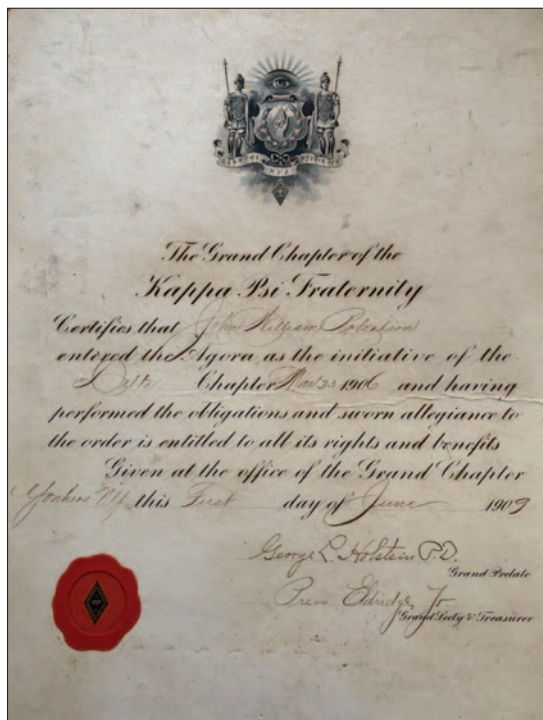 The Grand Chapter of the
Kappa Psi Fraternity
Certifies that John William Robertson
entered the Agora as the initiative of the
Delta Chapter 23 1906 and having
performed the obligations and sworn allegiance to
the order is entitled to all its rights and benefits
Given at the office of the Grand Chapter
Yonkers NY this First day of June 1909
George L. Holstein P.D.
Grand Prelate
Eldridge, Jr
Grand Secty & Treasurer